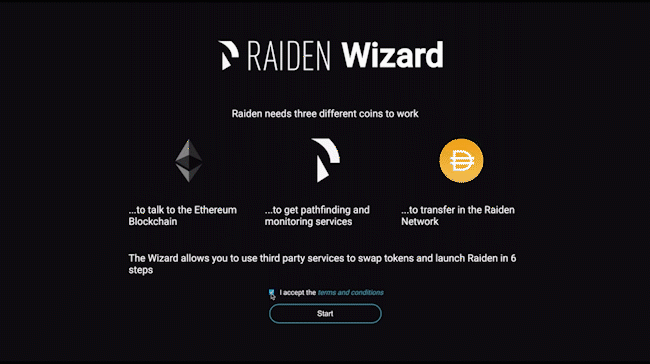 RAIDEN Wizard
Raiden needs three different coins to work
...to talk to the Ethereum
Blockchain
...to get pathfinding and
monitoring services
...to transfer in the Raiden
Network
The Wizard allows you to use third party services to swap tokens and launch Raiden in 6
steps
I accept the terms and conditions
Start